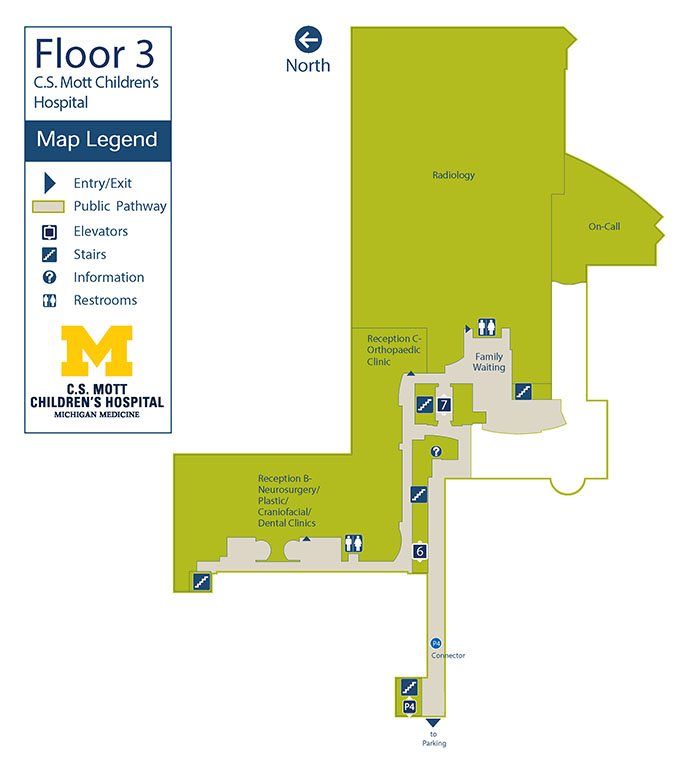 Floor 3
C.S. Mott Children's
Hospital
Map Legend
Entry/Exit
Public Pathway
Elevators
Stairs
?
Information
Restrooms
M
C.S. MOTT
CHILDREN'S HOSPITAL
MICHIGAN MEDICINE
North
Radiology
On-Call
Reception C-
Orthopaedic
Clinic
Family
Waiting
7
?
Reception B-
Neurosurgery/
Plastic/
Craniofacial/
Dental Clinics
6
P4
Connector
P4
to
Parking